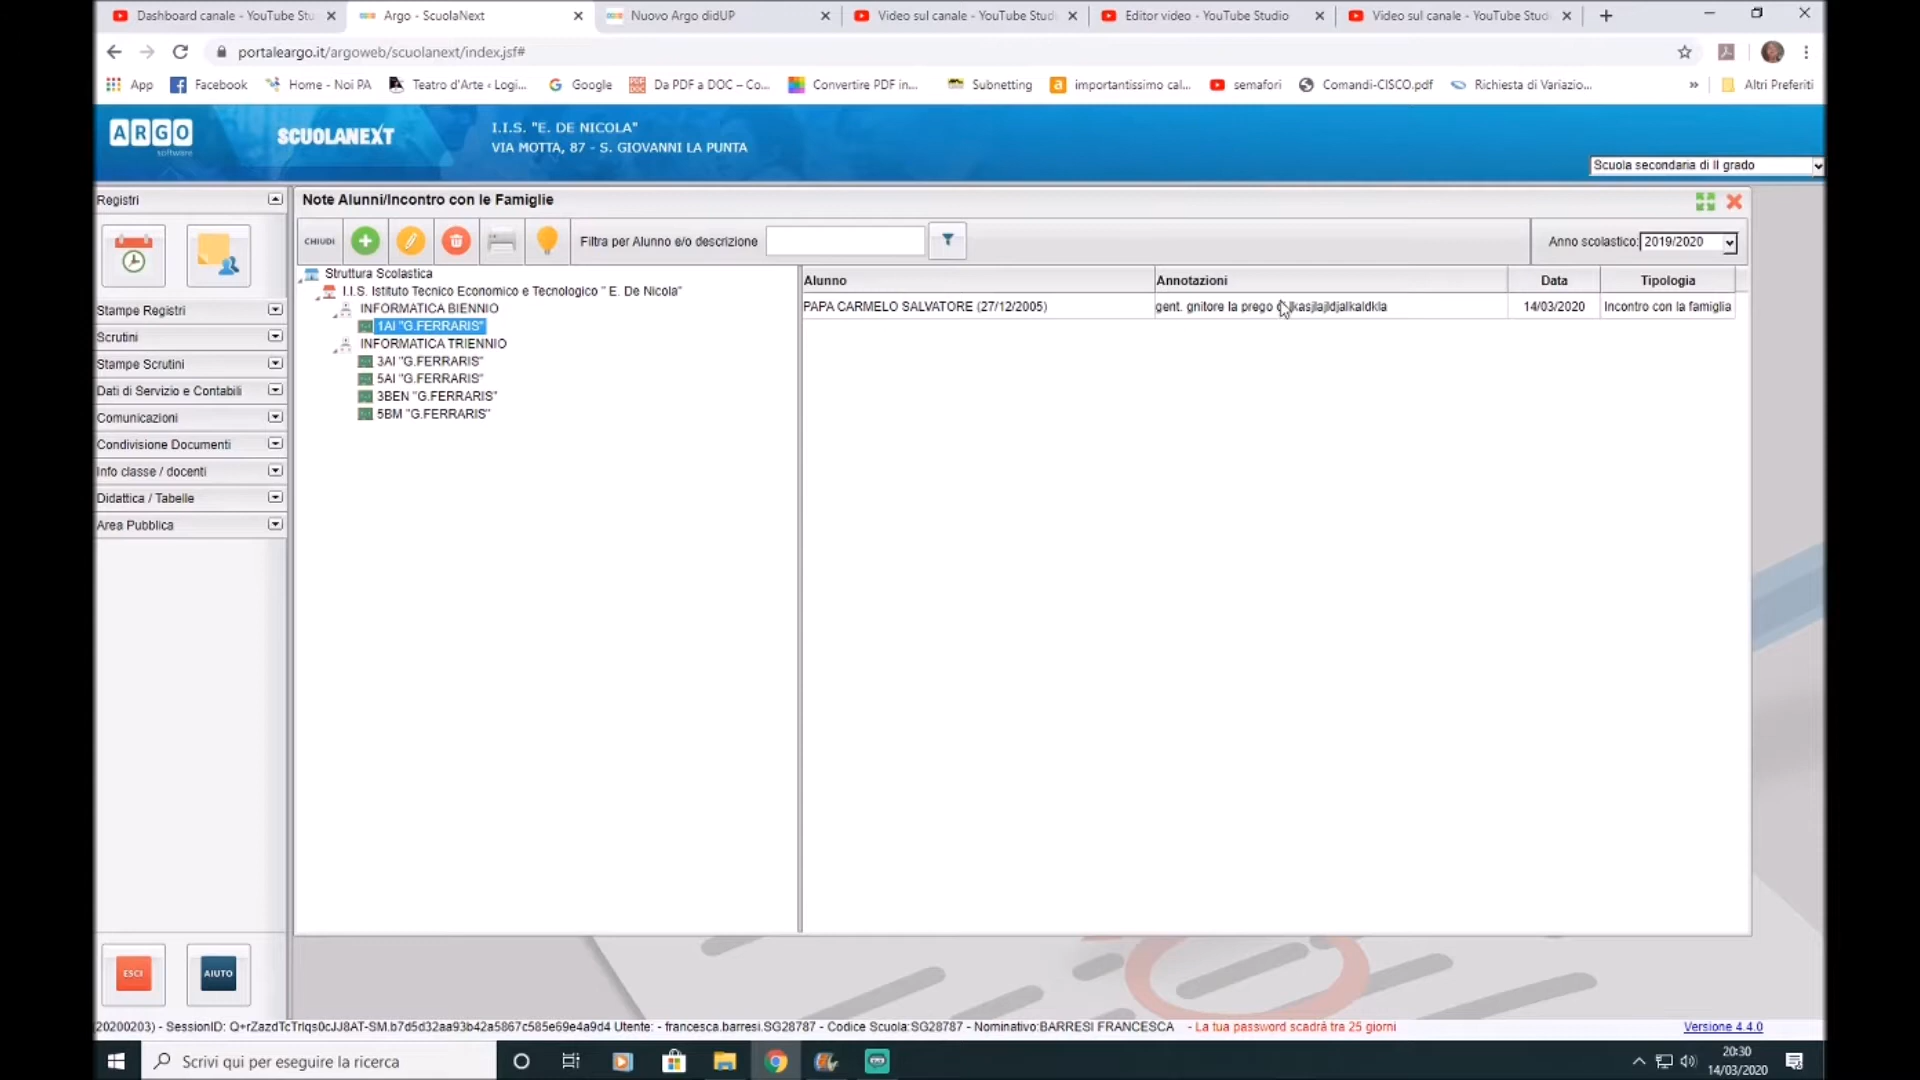 Dashboard canale - YouTube Stu
Argo - ScuolaNext
Nuovo Argo didUP
Video sul canale - YouTube Stud
Editor video - YouTube Studio
Video sul canale - YouTube Stud
portaleargo.it/argoweb/scuolanext/index.jsf#
App
Facebook
Home - Noi PA
Teatro d'Arte ‹ Logi...
Google
Da PDF a DOC – Co...
Convertire PDF in...
Subnetting
importantissimo cal...
semafori
Comandi-CISCO.pdf
Richiesta di Variazio...
»
Altri Preferiti
ARGO
software
SCUOLANEXT
I.I.S. "E. DE NICOLA"
VIA MOTTA, 87 - S. GIOVANNI LA PUNTA
Scuola secondaria di II grado
Registri
Stampe Registri
Scrutini
Stampe Scrutini
Dati di Servizio e Contabili
Comunicazioni
Condivisione Documenti
Info classe / docenti
Didattica / Tabelle
Area Pubblica
ESCI
AIUTO
Note Alunni/Incontro con le Famiglie
CHIUDI
Filtra per Alunno e/o descrizione
Anno scolastico: 2019/2020
Struttura Scolastica
I.I.S. Istituto Tecnico Economico e Tecnologico " E. De Nicola"
INFORMATICA BIENNIO
1AI "G.FERRARIS"
INFORMATICA TRIENNIO
3AI "G.FERRARIS"
5AI "G.FERRARIS"
3BEN "G.FERRARIS"
5BM "G.FERRARIS"
Alunno Annotazioni Data Tipologia
PAPA CARMELO SALVATORE (27/12/2005) gent. gnitore la prego 14/03/2020 Incontro con la famiglia
(20200203) - SessionID: Q+rZazdTcTrIqs0cJJ8AT-SM.b7d5d32aa93b42a5867c585e69e4a9d4 Utente: - francesca.barresi.SG28787 - Codice Scuola:SG28787 - Nominativo:BARRESI FRANCESCA - La tua password scadrà tra 25 giorni
Versione 4.4.0
Scrivi qui per eseguire la ricerca
20:30
14/03/2020